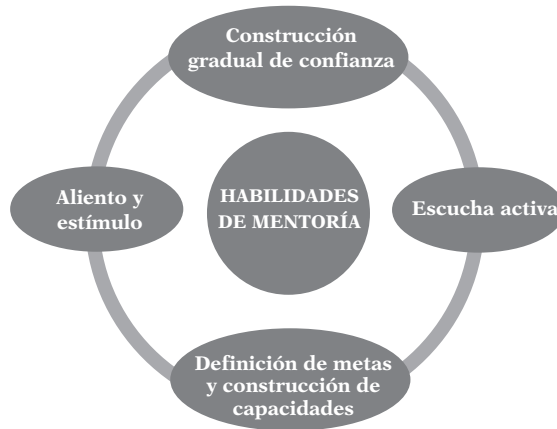 Construcción
gradual de confianza
Aliento y
estímulo
HABILIDADES
DE MENTORÍA
Escucha activa
Definición de metas
y construcción de
capacidades